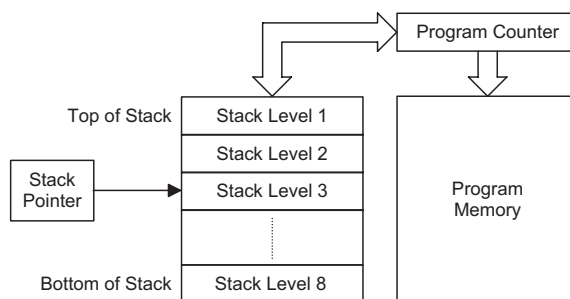 Program Counter
Top of Stack
Stack Level 1
Stack Level 2
Stack
Pointer
Stack Level 3
Program
Memory
Bottom of Stack
Stack Level 8